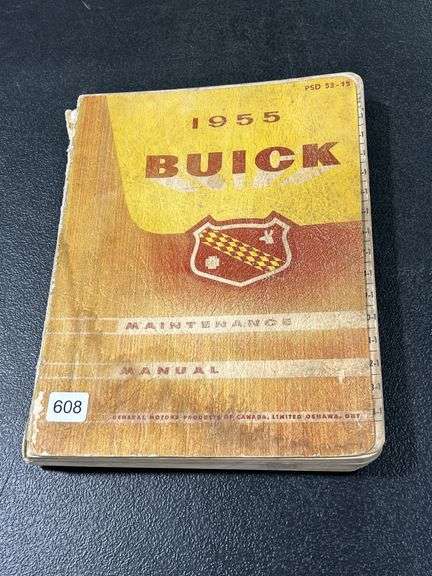 PSD 53-15
1955
BUICK
MAINTENANCE
MANUAL
608
GENERAL MOTORS PRODUCTS OF CANADA, LIMITED OSHAWA, ONT.